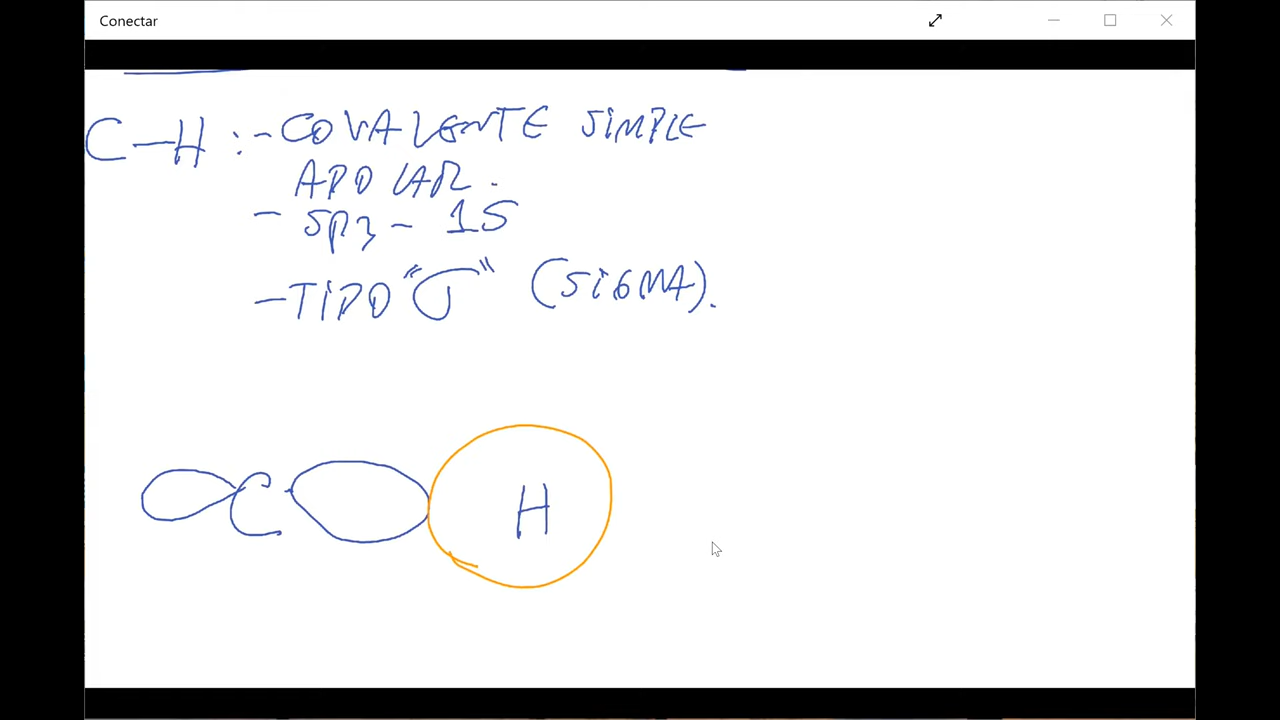 Conectar
C-H :- COVALENTE SIMPLE
APOLAR.
- SP3 - 1S
- TIPO "σ" (SIGMA).
C H